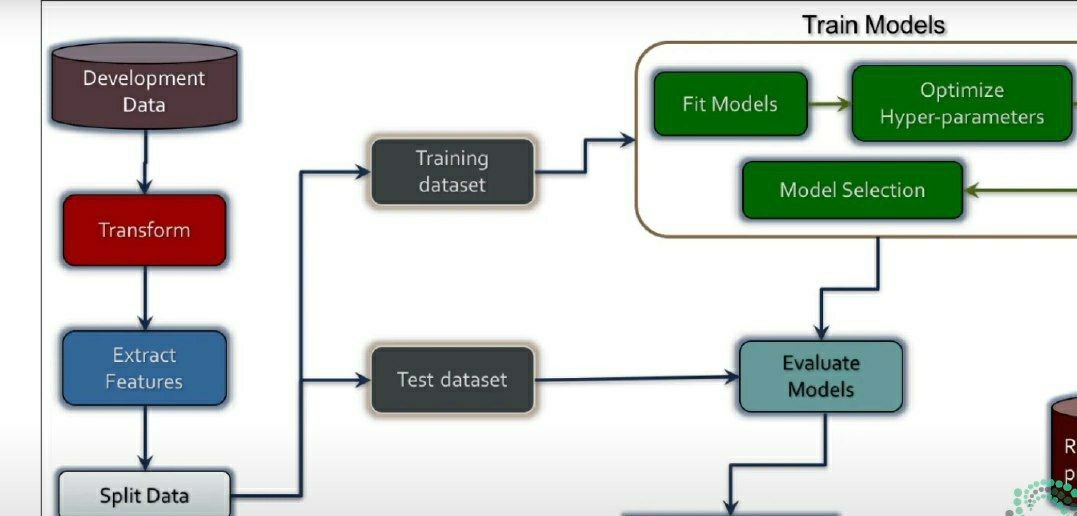 Train Models
Development
Data
Fit Models
Optimize
Hyper-parameters
Training
dataset
Model Selection
Transform
Extract
Features
Test dataset
Evaluate
Models
Split Data